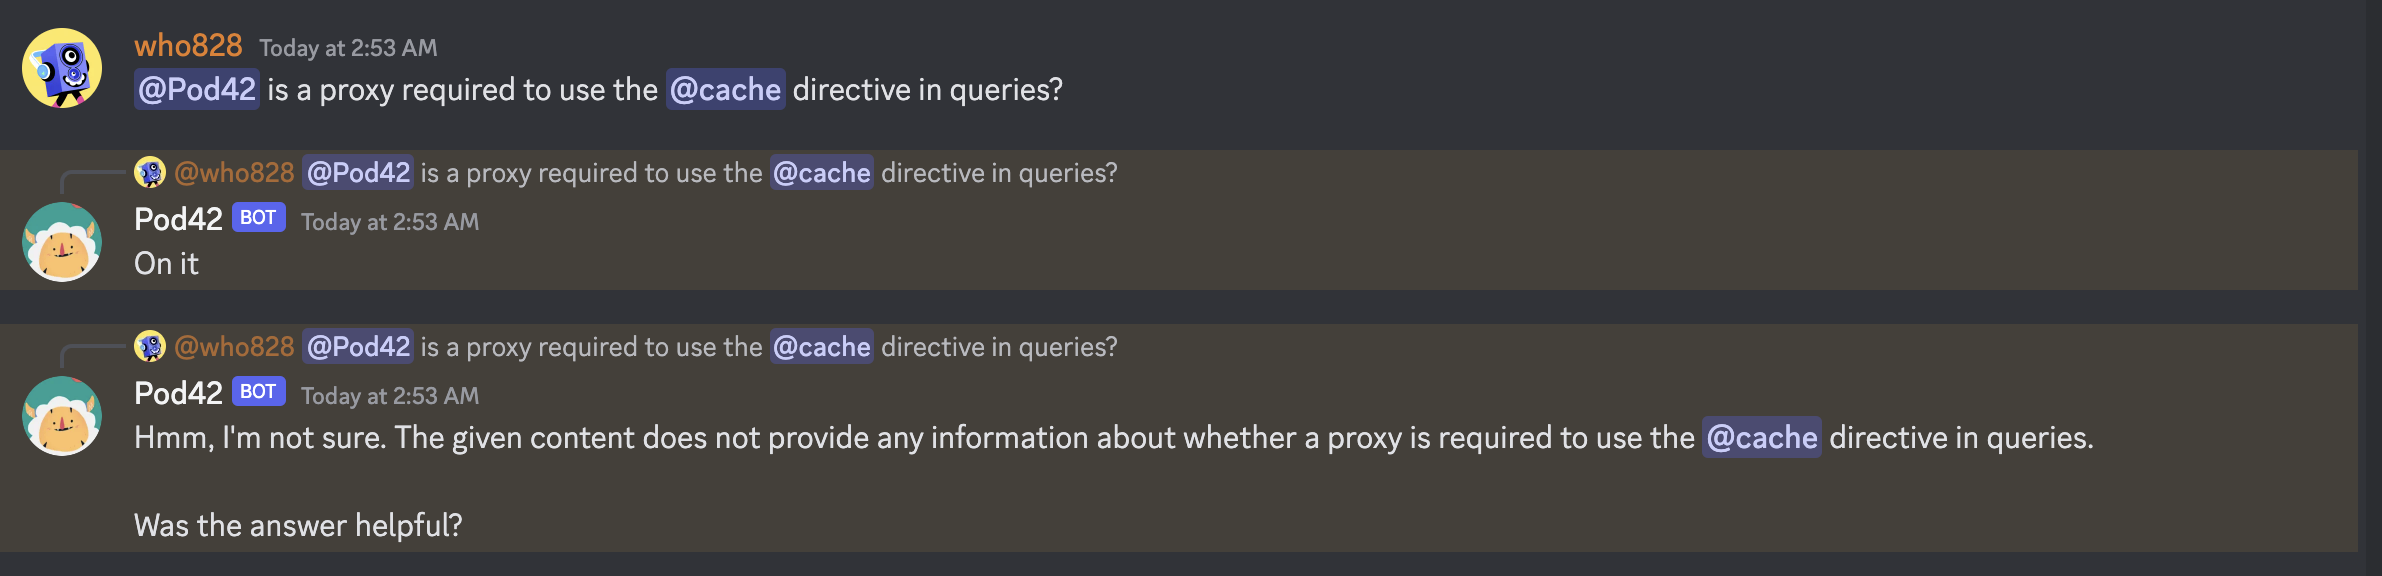 who828 Today at 2:53 AM
@Pod42 is a proxy required to use the @cache directive in queries?
@who828 @Pod42 is a proxy required to use the @cache directive in queries?
Pod42 BOT Today at 2:53 AM
On it
@who828 @Pod42 is a proxy required to use the @cache directive in queries?
Pod42 BOT Today at 2:53 AM
Hmm, I'm not sure. The given content does not provide any information about whether a proxy is required to use the @cache directive in queries.
Was the answer helpful?